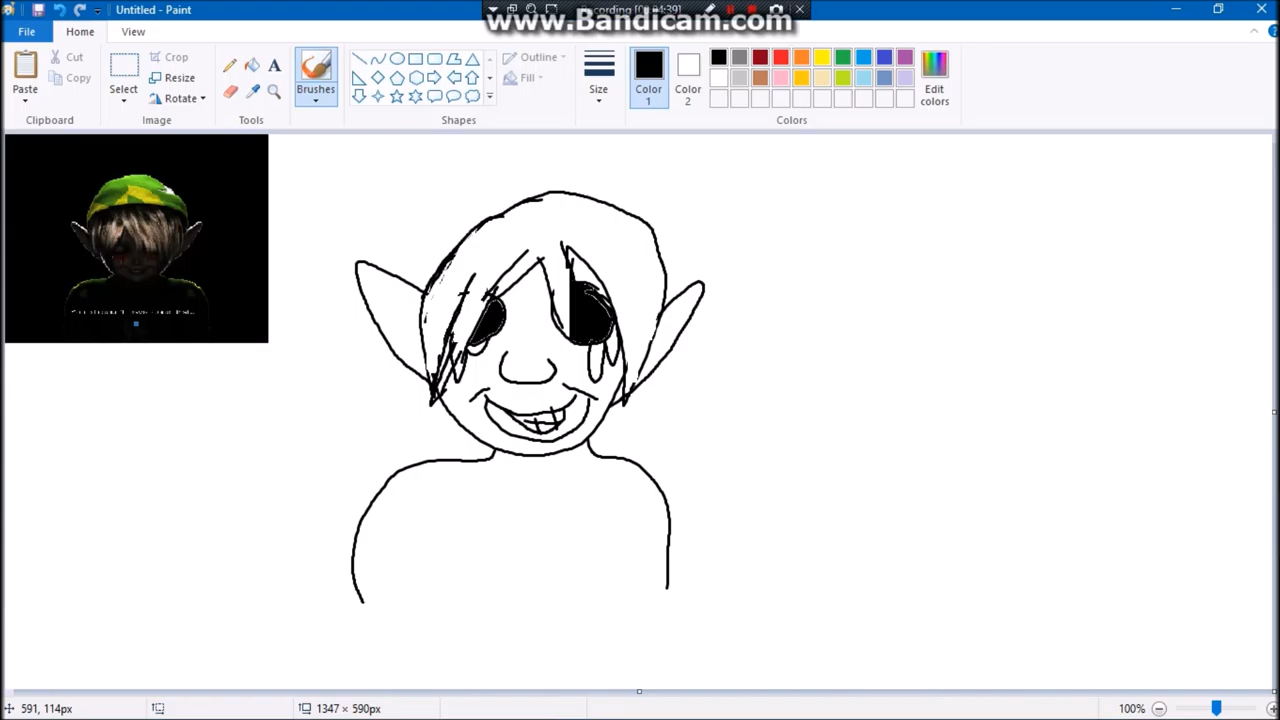 Untitled - Paint
www.Bandicam.com
File
Home
View
Paste
Cut
Copy
Clipboard
Select
Crop
Resize
Rotate
Image
Tools
Brushes
Shapes
Outline
Fill
Size
Color
1
Color
2
Edit
colors
Colors
591, 114px
1347 × 590px
100%